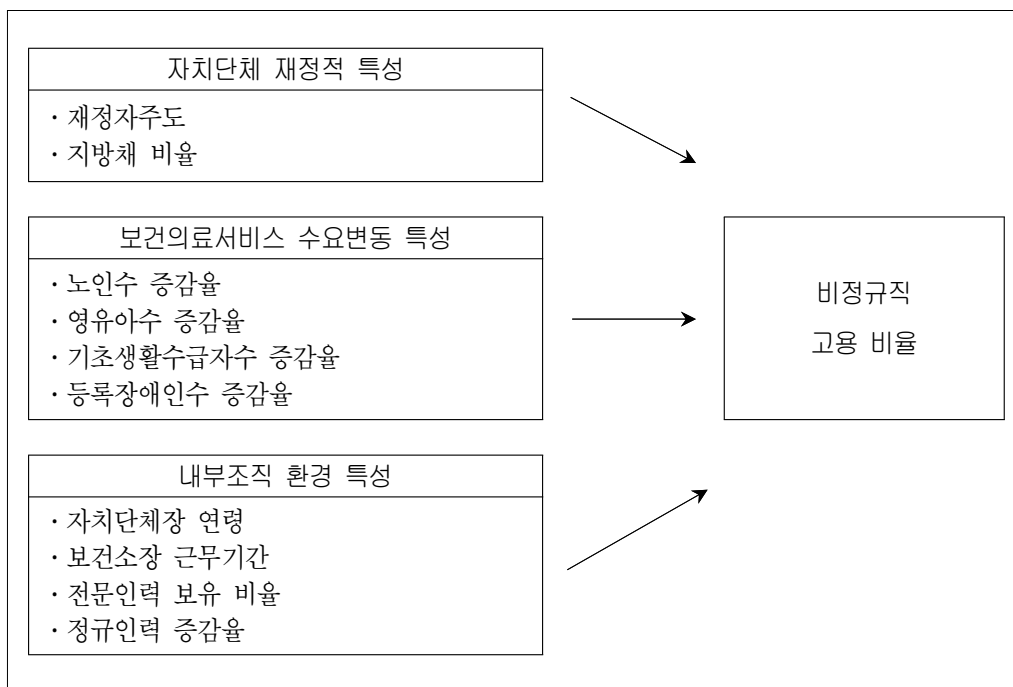 자치단체 재정적 특성
· 재정자주도
· 지방채 비율
보건의료서비스 수요변동 특성
· 노인수 증감율
· 영유아수 증감율
· 기초생활수급자수 증감율
· 등록장애인수 증감율
내부조직 환경 특성
· 자치단체장 연령
· 보건소장 근무기간
· 전문인력 보유 비율
· 정규인력 증감율
비정규직
고용 비율